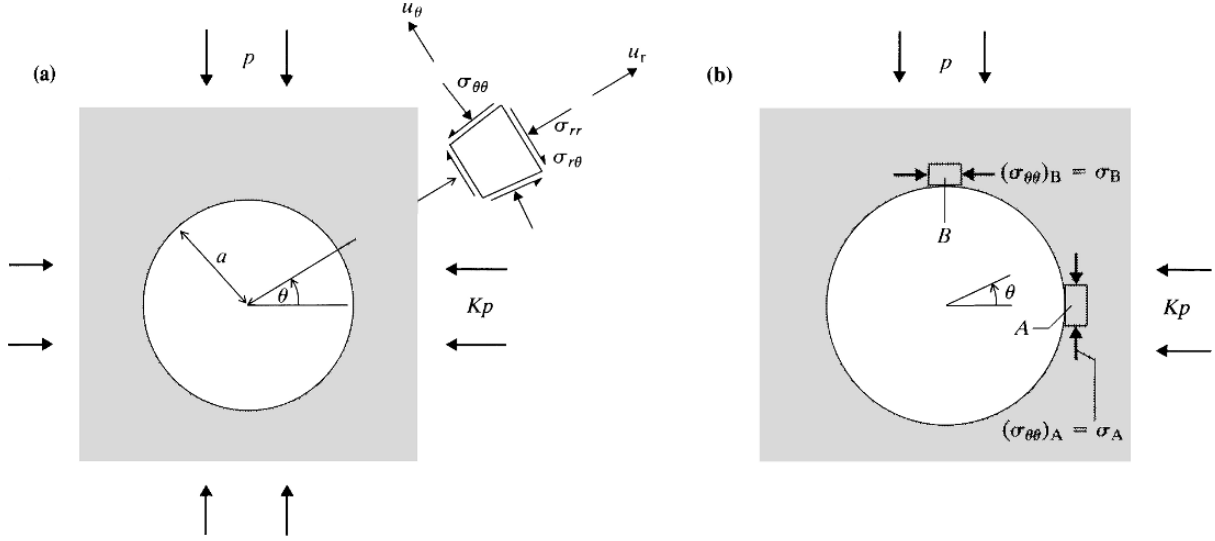 (a)
p
u_θ
u_r
σ_θθ
σ_rr
σ_rθ
a
θ
Kp
(b)
p
(σ_θθ)_B = σ_B
B
θ
A
Kp
(σ_θθ)_A = σ_A